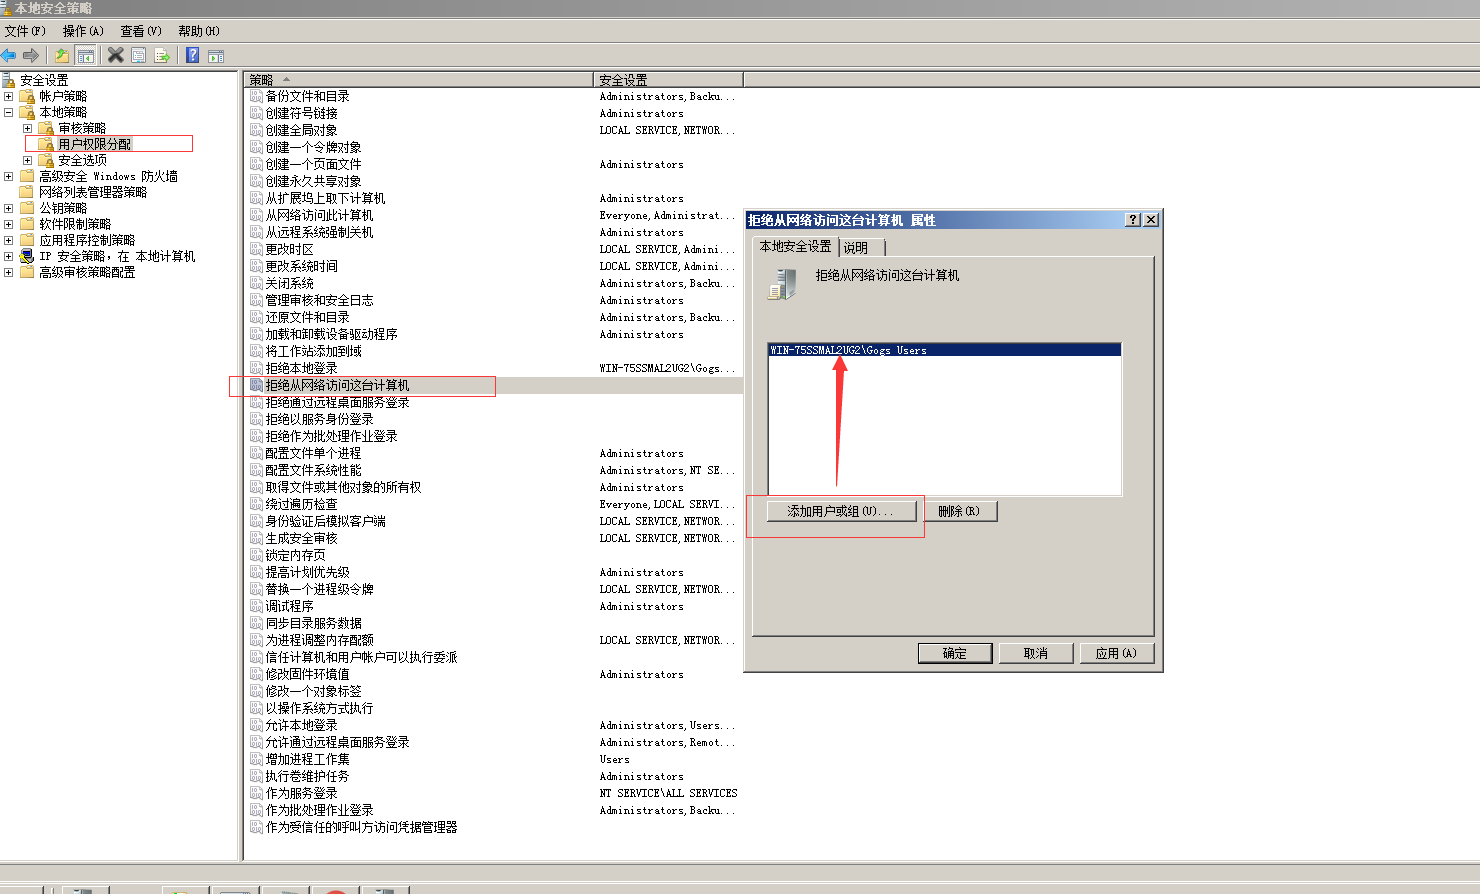 本地安全策略
文件(F) 操作(A) 查看(V) 帮助(H)
安全设置
帐户策略
本地策略
审核策略
用户权限分配
安全选项
高级安全 Windows 防火墙
网络列表管理器策略
公钥策略
软件限制策略
应用程序控制策略
IP 安全策略，在 本地计算机
高级审核策略配置
策略 安全设置
备份文件和目录 Administrators,Backu...
创建符号链接 Administrators
创建全局对象 LOCAL SERVICE,NETWOR...
创建一个令牌对象
创建一个页面文件 Administrators
创建永久共享对象
从扩展坞上取下计算机 Administrators
从网络访问此计算机 Everyone,Administrat...
从远程系统强制关机 Administrators
更改时区 LOCAL SERVICE,Admini...
更改系统时间 LOCAL SERVICE,Admini...
关闭系统 Administrators,Backu...
管理审核和安全日志 Administrators
还原文件和目录 Administrators,Backu...
加载和卸载设备驱动程序 Administrators
将工作站添加到域
拒绝本地登录 WIN-75SSMAL2UG2\Gogs...
拒绝从网络访问这台计算机
拒绝通过远程桌面服务登录
拒绝以服务身份登录
拒绝作为批处理作业登录
配置文件单个进程 Administrators
配置文件系统性能 Administrators,NT SE...
取得文件或其他对象的所有权 Administrators
绕过遍历检查 Everyone,LOCAL SERVI...
身份验证后模拟客户端 LOCAL SERVICE,NETWOR...
生成安全审核 LOCAL SERVICE,NETWOR...
锁定内存页
提高计划优先级 Administrators
替换一个进程级令牌 LOCAL SERVICE,NETWOR...
调试程序 Administrators
同步目录服务数据
为进程调整内存配额 LOCAL SERVICE,NETWOR...
信任计算机和用户帐户可以执行委派
修改固件环境值 Administrators
修改一个对象标签
以操作系统方式执行
允许本地登录 Administrators,Users...
允许通过远程桌面服务登录 Administrators,Remot...
增加进程工作集 Users
执行卷维护任务 Administrators
作为服务登录 NT SERVICE\ALL SERVICES
作为批处理作业登录 Administrators,Backu...
作为受信任的呼叫方访问凭据管理器
拒绝从网络访问这台计算机 属性
本地安全设置 说明
拒绝从网络访问这台计算机
WIN-75SSMAL2UG2\Gogs Users
添加用户或组(U)... 删除(R)
确定 取消 应用(A)